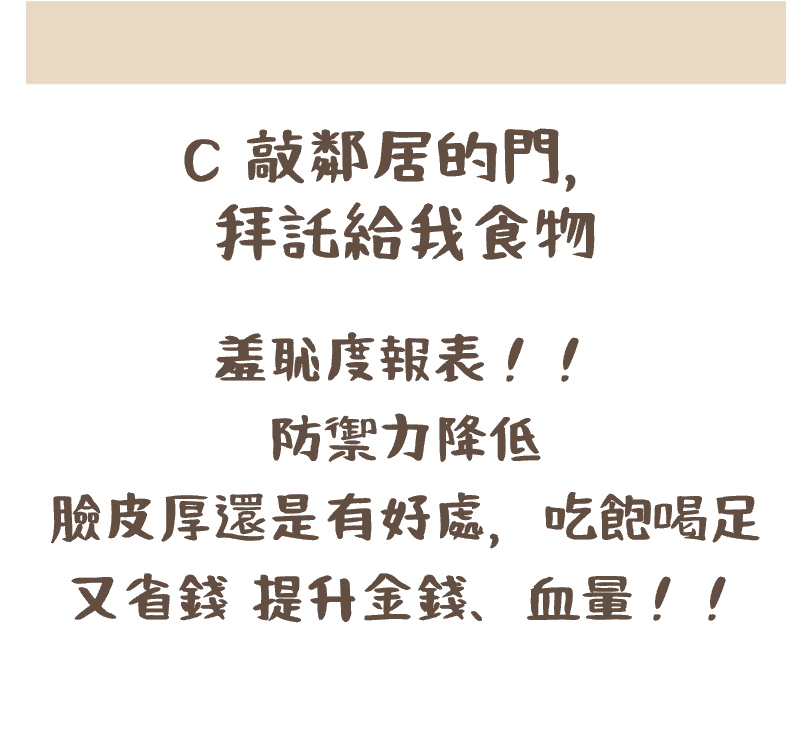 C 敲鄰居的門,
拜託給我食物
羞恥度報表！！
防禦力降低
臉皮厚還是有好處, 吃飽喝足
又省錢 提升金錢、血量！！